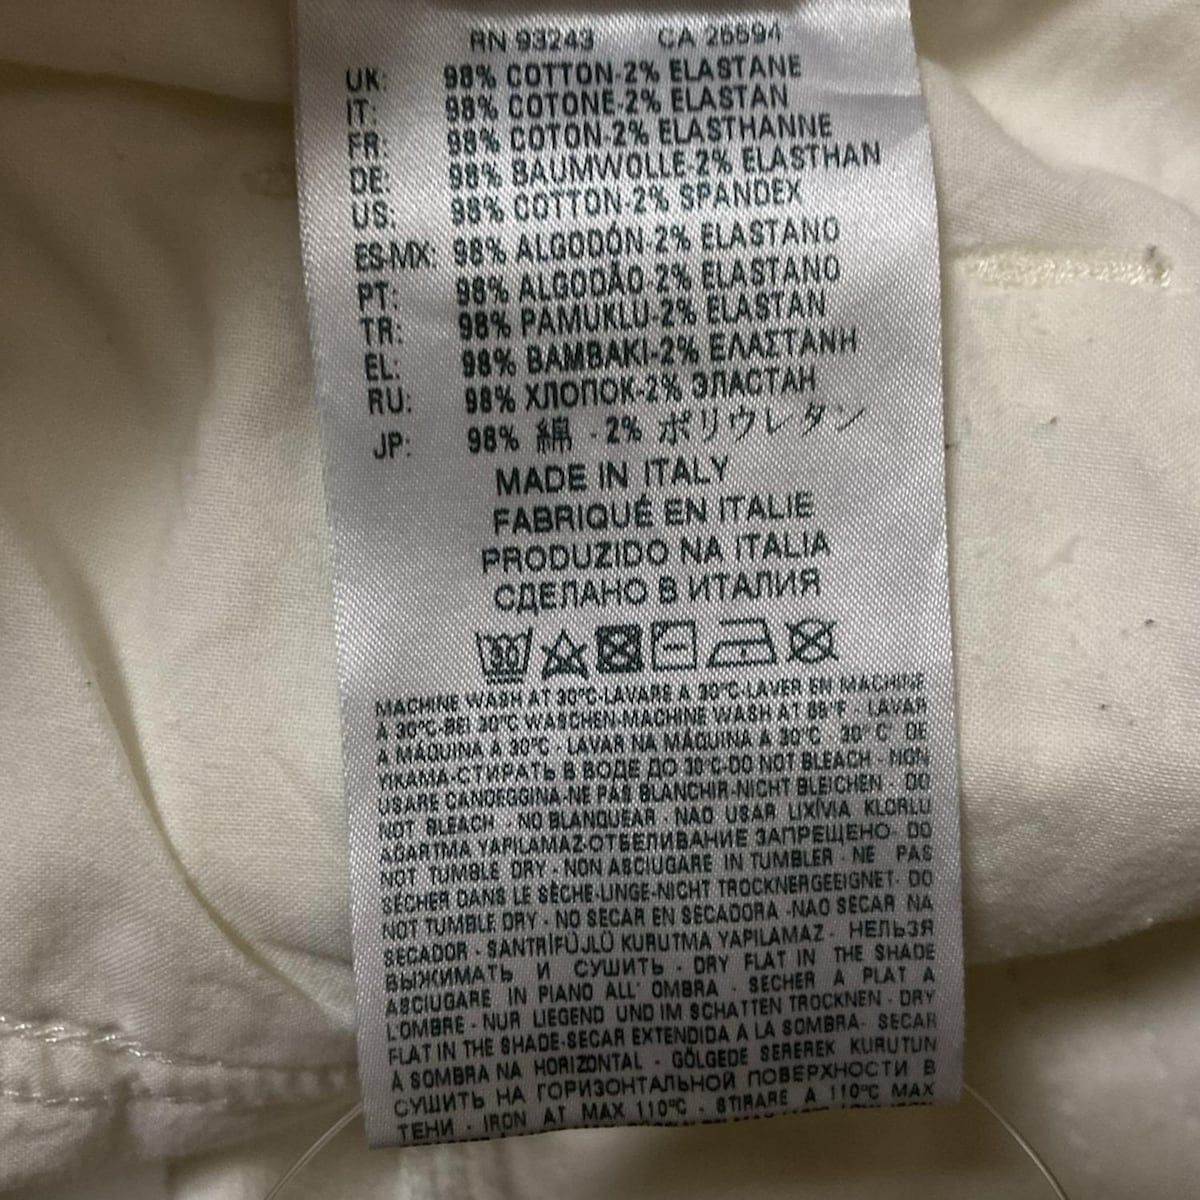 RN 93243 CA 25594
UK: 98% COTTON-2% ELASTANE
IT: 98% COTONE-2% ELASTAN
FR: 98% COTON-2% ELASTHANNE
DE: 98% BAUMWOLLE-2% ELASTHAN
US: 98% COTTON-2% SPANDEX
ES-MX: 98% ALGODÓN-2% ELASTANO
PT: 98% ALGODÃO-2% ELASTANO
TR: 98% PAMUKLU-2% ELASTAN
EL: 98% BAMBAKI-2% ΕΛΑΣΤΑΝΗ
RU: 98% ХЛОПОК-2% ЭЛАСТАН
JP: 98% 綿 - 2% ポリウレタン
MADE IN ITALY
FABRIQUÉ EN ITALIE
PRODUZIDO NA ITALIA
СДЕЛАНО В ИТАЛИЯ
30
MACHINE WASH AT 30°C-LAVARE A 30°C-LAVER EN MACHINE
A 30°C-BEI 30°C WASCHEN-MACHINE WASH AT 86°F - LAVAR
A MÁQUINA A 30°C - LAVAR NA MÁQUINA A 30°C 30° C' DE
YIKAMA-СТИРАТЬ В ВОДЕ ДО 30°C-DO NOT BLEACH - NON
USARE CANDEGGINA-NE PAS BLANCHIR-NICHT BLEICHEN - DO
NOT BLEACH - NO BLANQUEAR - NAO USAR LIXÍVIA KLORLU
AGARTMA YAPILAMAZ-ОТБЕЛИВАНИЕ ЗАПРЕЩЕНО- DO
NOT TUMBLE DRY - NON ASCIUGARE IN TUMBLER - NE PAS
SÉCHER DANS LE SÈCHE-LINGE-NICHT TROCKNERGEEIGNET- DO
NOT TUMBLE DRY - NO SECAR EN SECADORA -NAO SECAR NA
SECADOR - SANTRİFÜJLÜ KURUTMA YAPILAMAZ - НЕЛЬЗЯ
ВЫЖИМАТЬ И СУШИТЬ - DRY FLAT IN THE SHADE
ASCIUGARE IN PIANO ALL' OMBRA - SÉCHER À PLAT A
L'OMBRE - NUR LIEGEND UND IM SCHATTEN TROCKNEN - DRY
FLAT IN THE SHADE-SECAR EXTENDIDA A LA SOMBRA- SECAR
À SOMBRA NA HORIZONTAL - GÖLGEDE SEREREK KURUTUN
СУШИТЬ НА ГОРИЗОНТАЛЬНОЙ ПОВЕРХНОСТИ В
ТЕНИ - IRON AT MAX 110°C - STIRARE A 110°C MAX